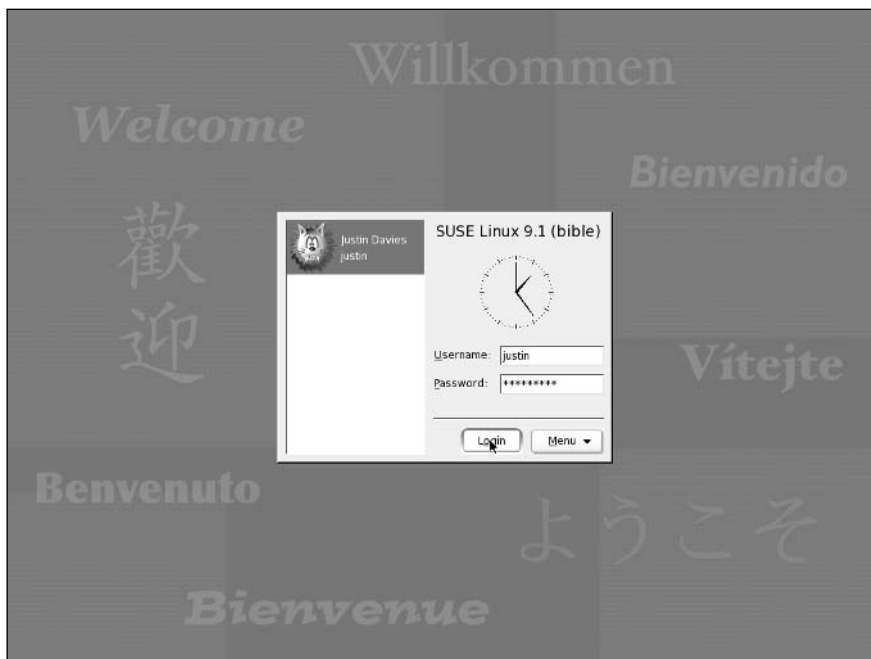 Willkommen
Welcome
Bienvenido
歡
迎
Justin Davies
justin
SUSE Linux 9.1 (bible)
Username: justin
Password: *********
Login
Menu
Vítejte
Benvenuto
ようこそ
Bienvenue